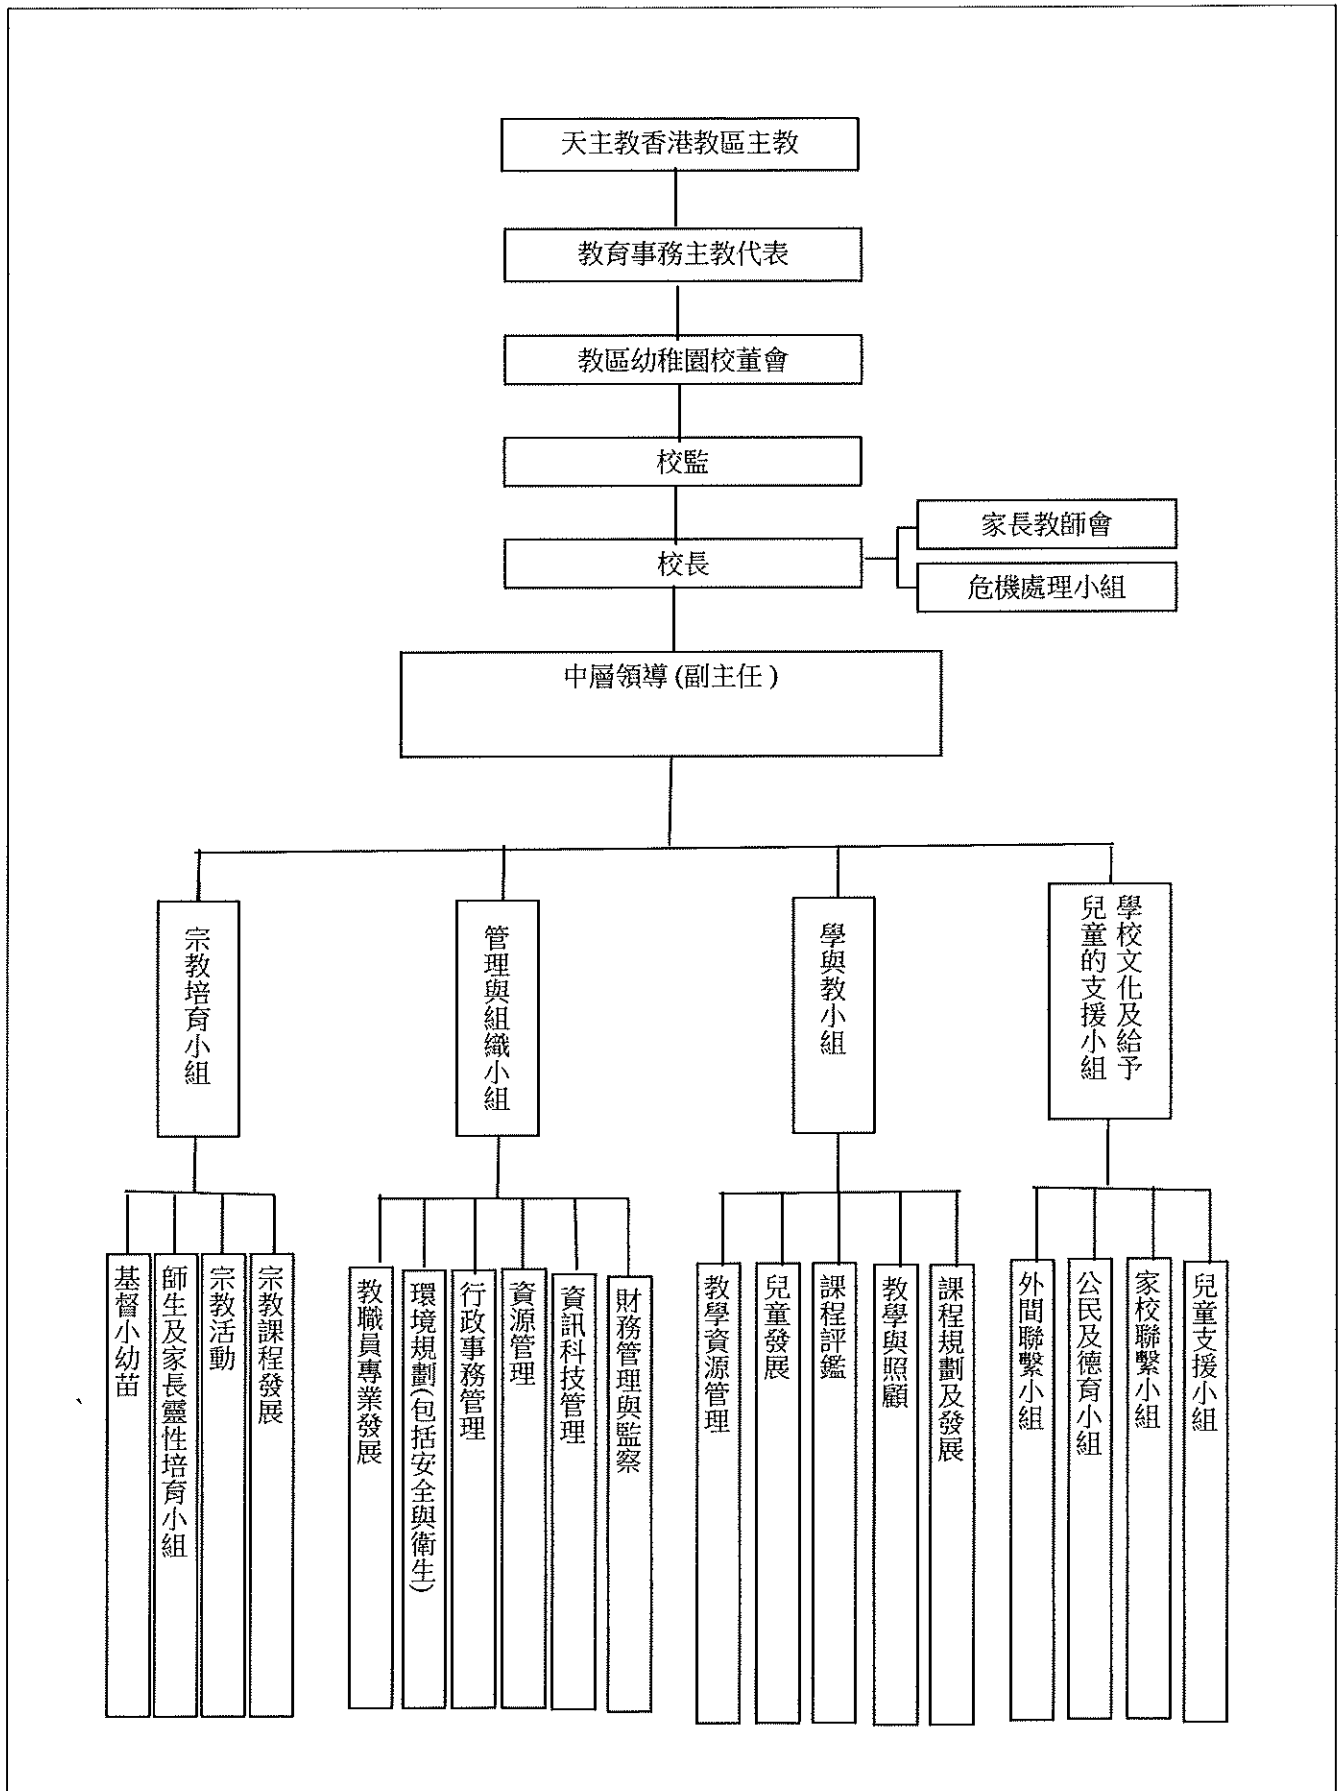 天主教香港教區主教
教育事務主教代表
教區幼稚園校董會
校監
校長
家長教師會
危機處理小組
中層領導(副主任)
宗教培育小組
管理與組織小組
學與教小組
學校文化及給予
兒童的支援小組
基督小幼苗
師生及家長靈性培育小組
宗教活動
宗教課程發展
教職員專業發展
環境規劃(包括安全與衛生)
行政事務管理
資源管理
資訊科技管理
財務管理與監察
教學資源管理
兒童發展
課程評鑑
教學與照顧
課程規劃及發展
外間聯繫小組
公民及德育小組
家校聯繫小組
兒童支援小組